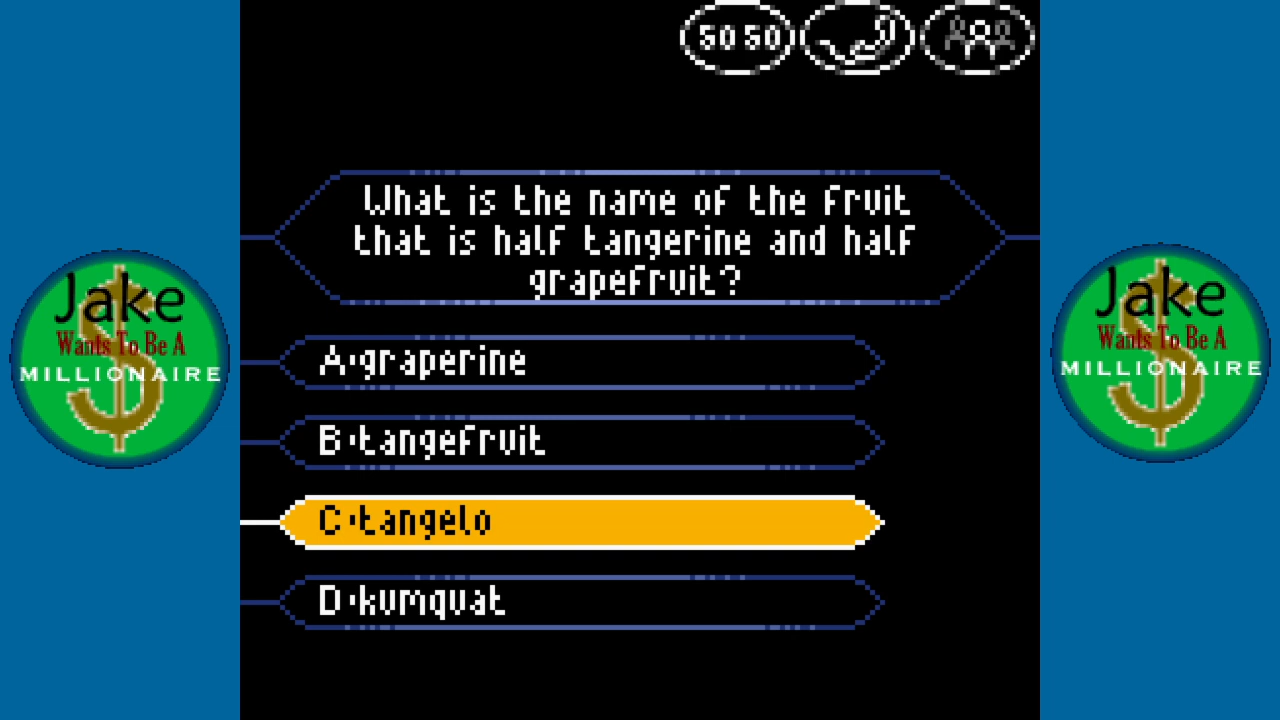 50 50
What is the name of the fruit
that is half tangerine and half
grapefruit?
A·graperine
B·tangefruit
C·tangelo
D·kumquat
Jake
Wants To Be A
MILLIONAIRE
Jake
Wants To Be A
MILLIONAIRE